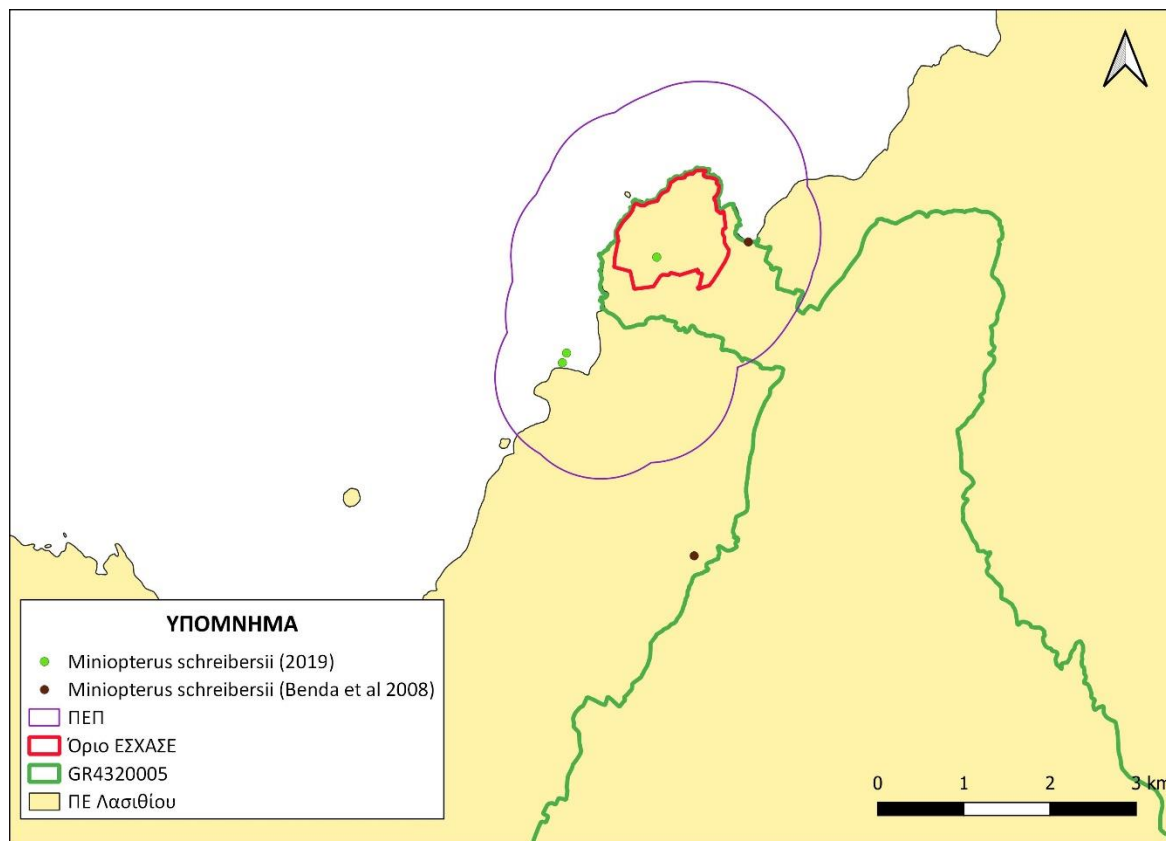 ΥΠΟΜΝΗΜΑ
Miniopterus schreibersii (2019)
Miniopterus schreibersii (Benda et al 2008)
ΠΕΠ
Όριο ΕΣΧΑΣΕ
GR4320005
ΠΕ Λασιθίου
0 1 2 3 km